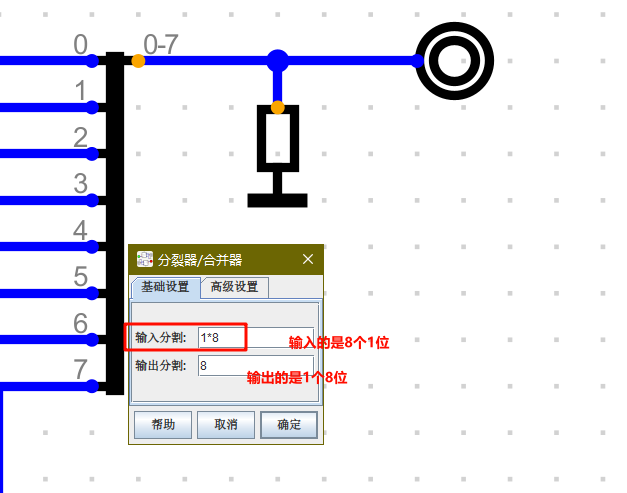 0
0-7
1
2
3
4
5
6
7
分裂器/合并器
基础设置
高级设置
输入分割:
1*8
输入的是8个1位
输出分割:
8
输出的是1个8位
帮助
取消
确定